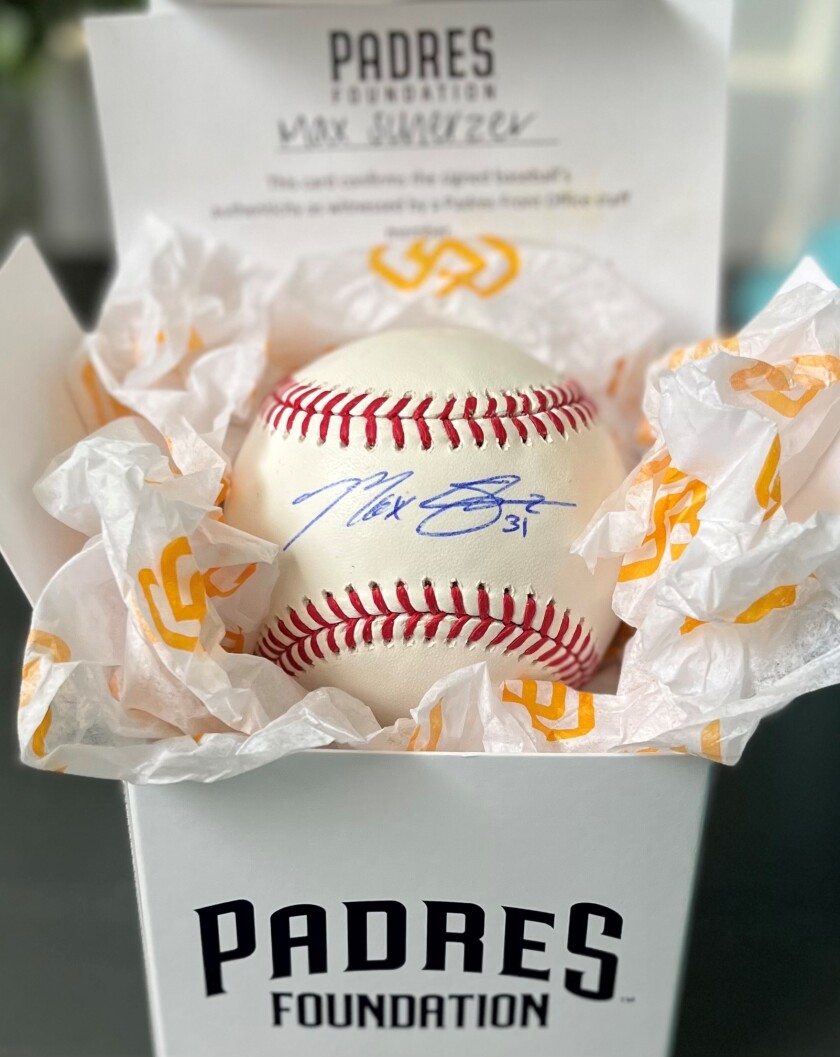 PADRES
FOUNDATION
Max Scherzer
This card confirms the signed baseball's
authenticity as witnessed by a Padres Front Office staff
member.
Max
31
PADRES
FOUNDATION
™